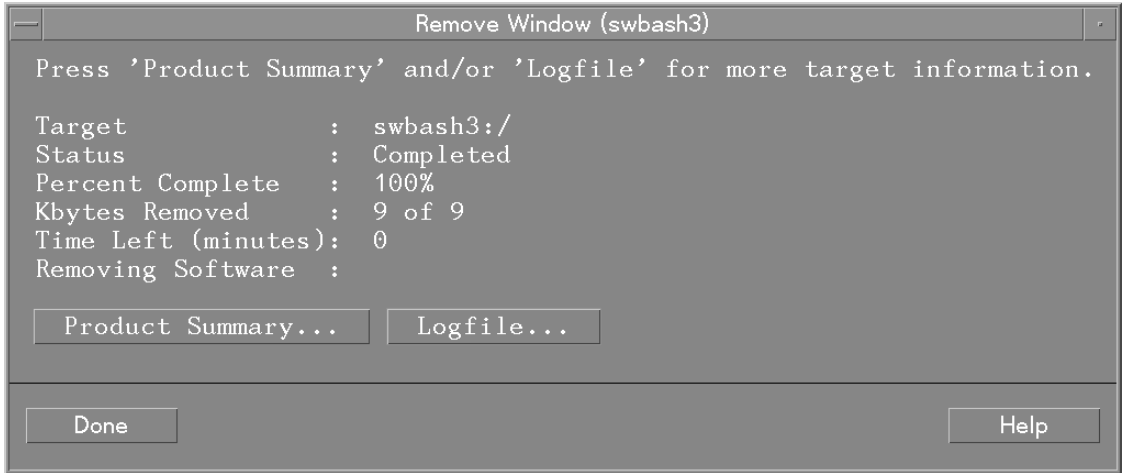 Remove Window (swbash3)
Press 'Product Summary' and/or 'Logfile' for more target information.
Target : swbash3:/
Status : Completed
Percent Complete : 100%
Kbytes Removed : 9 of 9
Time Left (minutes): 0
Removing Software :
Product Summary... Logfile...
Done Help